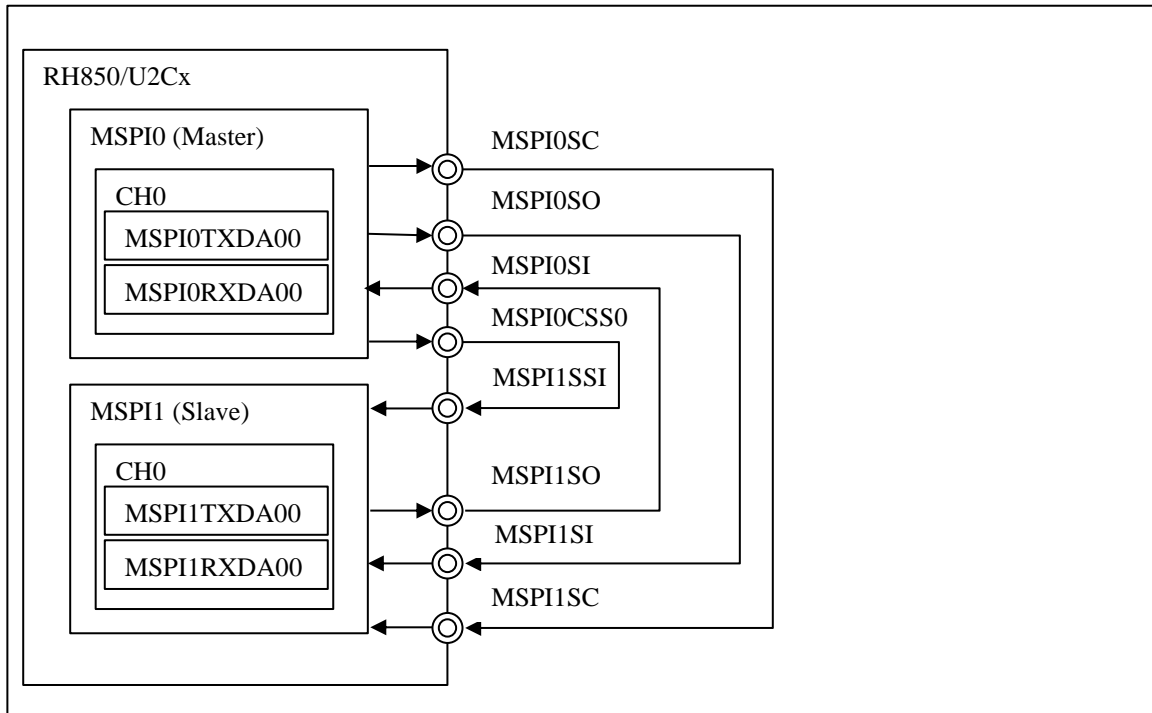 RH850/U2Cx
MSPI0 (Master)
CH0
MSPI0TXDA00
MSPI0RXDA00
MSPI0SC
MSPI0SO
MSPI0SI
MSPI0CSS0
MSPI1SSI
MSPI1 (Slave)
CH0
MSPI1TXDA00
MSPI1RXDA00
MSPI1SO
MSPI1SI
MSPI1SC